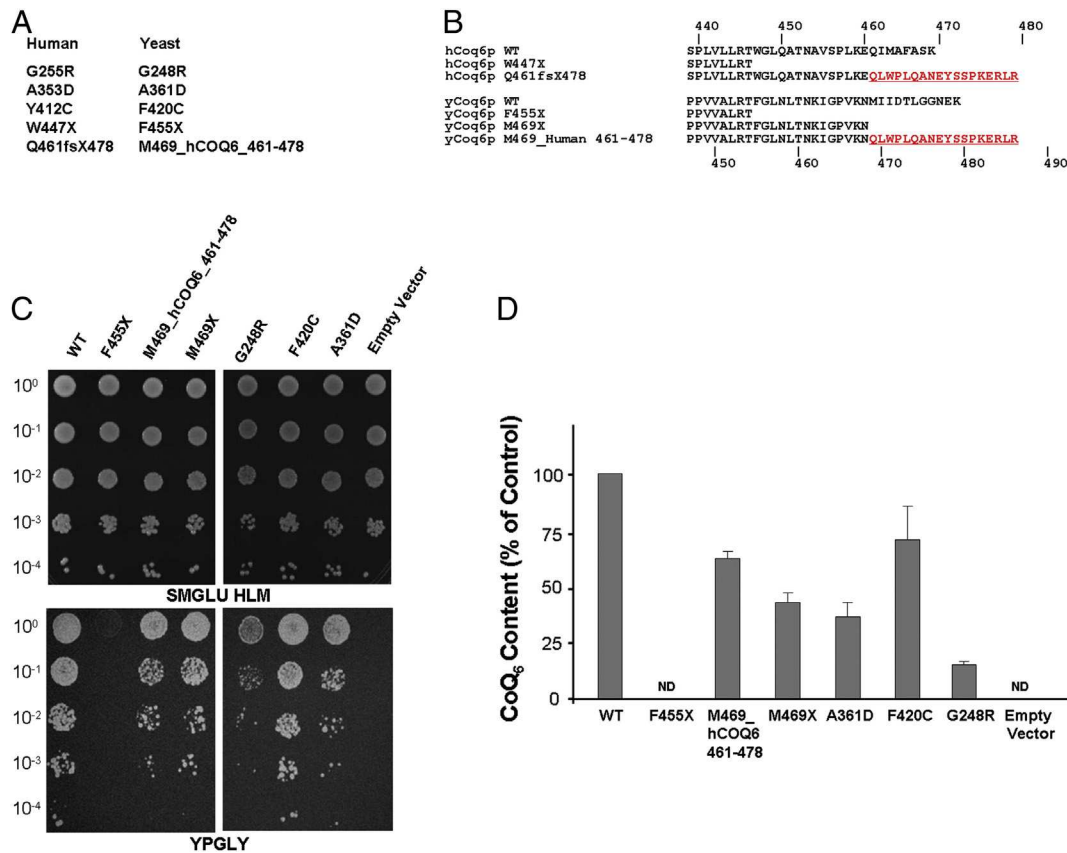 A
Human Yeast
G255R G248R
A353D A361D
Y412C F420C
W447X F455X
Q461fsX478 M469_hCOQ6_461-478
B
440 450 460 470 480
hCoq6p WT SPLVLLRTWGLQATNAVSPLKEQIMAFASK
hCoq6p W447X SPLVLLRT
hCoq6p Q461fsX478 SPLVLLRTWGLQATNAVSPLKEQLWPLQANEYSSPKERLR
yCoq6p WT PPVVALRTFGLNLTNKIGPVKNMIIDTLGGNEK
yCoq6p F455X PPVVALRT
yCoq6p M469X PPVVALRTFGLNLTNKIGPVKN
yCoq6p M469_Human 461-478 PPVVALRTFGLNLTNKIGPVKNQLWPLQANEYSSPKERLR
450 460 470 480 490
C
WT F455X M469_hCOQ6_461-478 M469X G248R F420C A361D Empty Vector
10⁰
10⁻¹
10⁻²
10⁻³
10⁻⁴
SMGLU HLM
10⁰
10⁻¹
10⁻²
10⁻³
10⁻⁴
YPGLY
D
CoQ₆ Content (% of Control)
100
75
50
25
0
ND ND
WT F455X M469_ M469X A361D F420C G248R Empty
hCOQ6 Vector
461-478